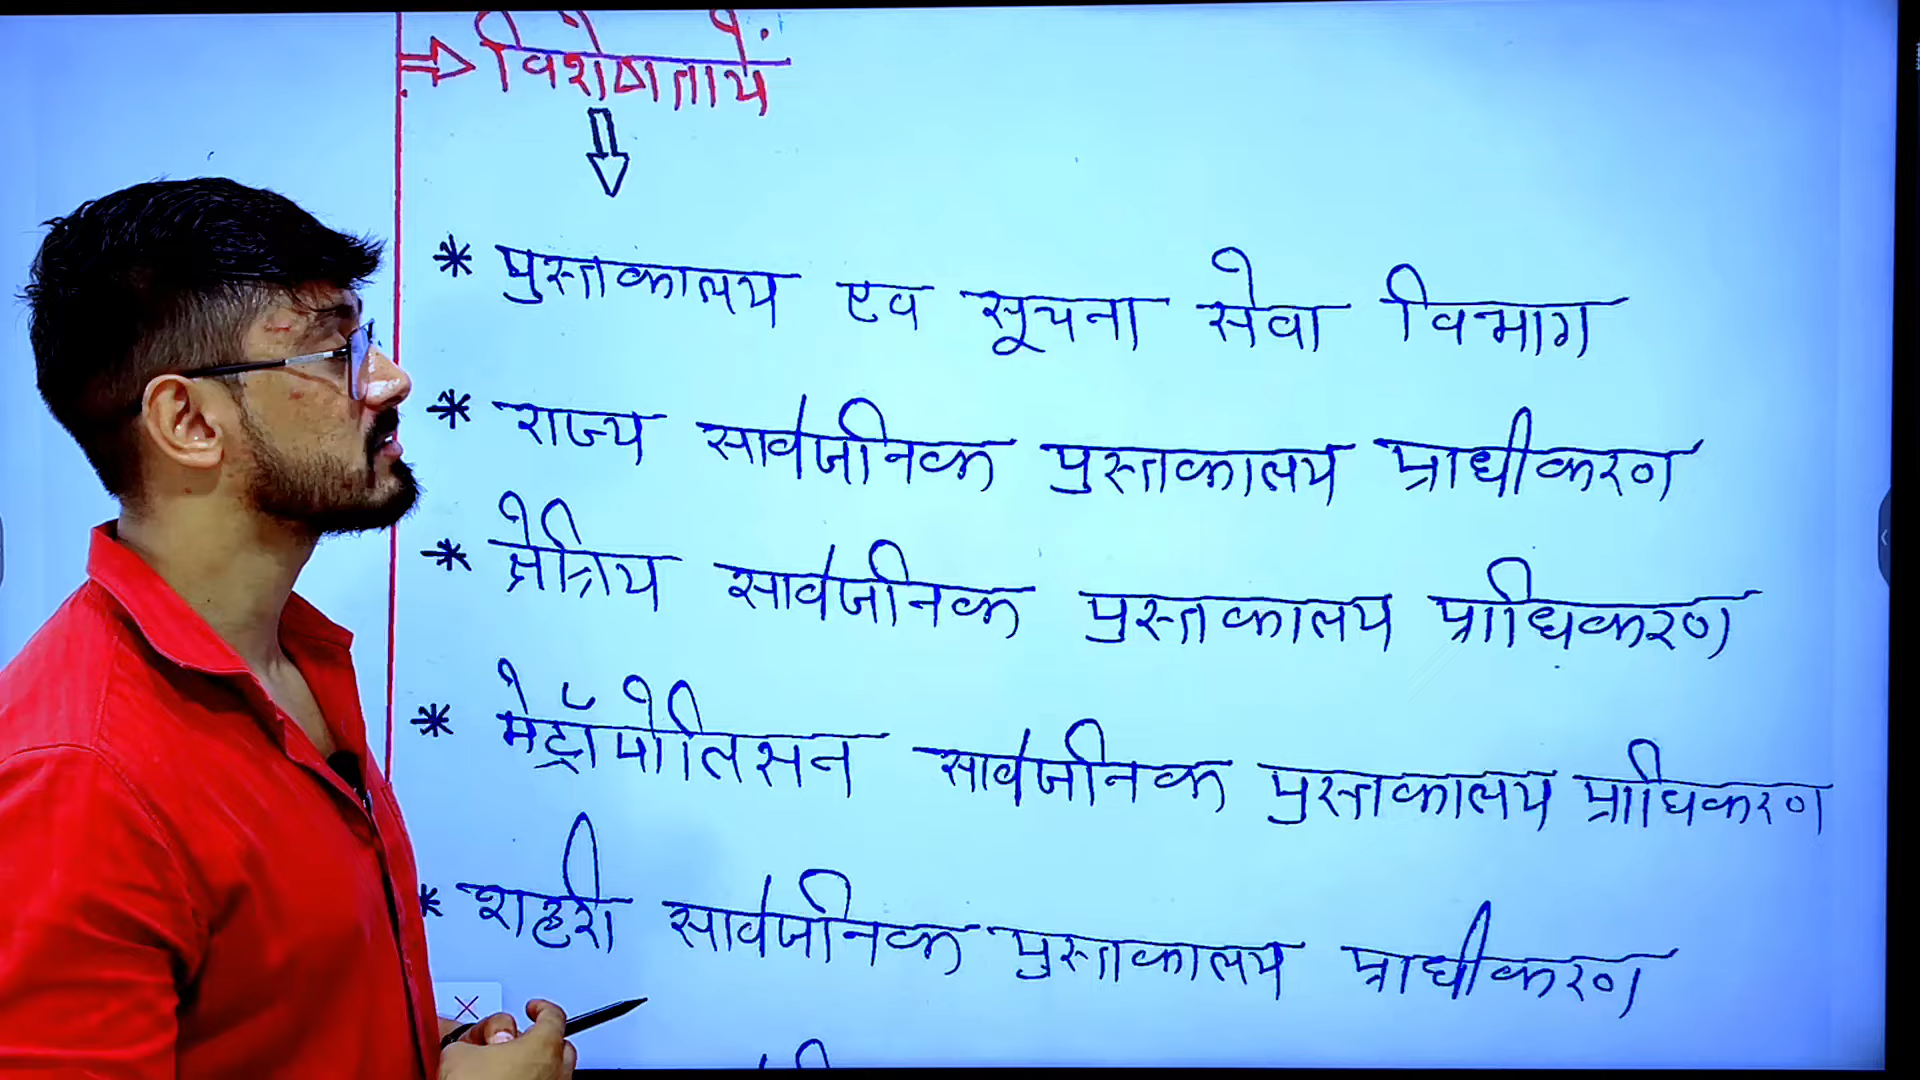 ⇒ विशेषतायें
* पुस्तकालय एव सूचना सेवा विभाग
* राज्य सार्वजनिक पुस्तकालय प्राधीकरण
* क्षेत्रिय सार्वजनिक पुस्तकालय प्राधिकरण
* मेट्रॉपोलिसन सार्वजनिक पुस्तकालय प्राधिकरण
* शहरी सार्वजनिक पुस्तकालय प्राधीकरण